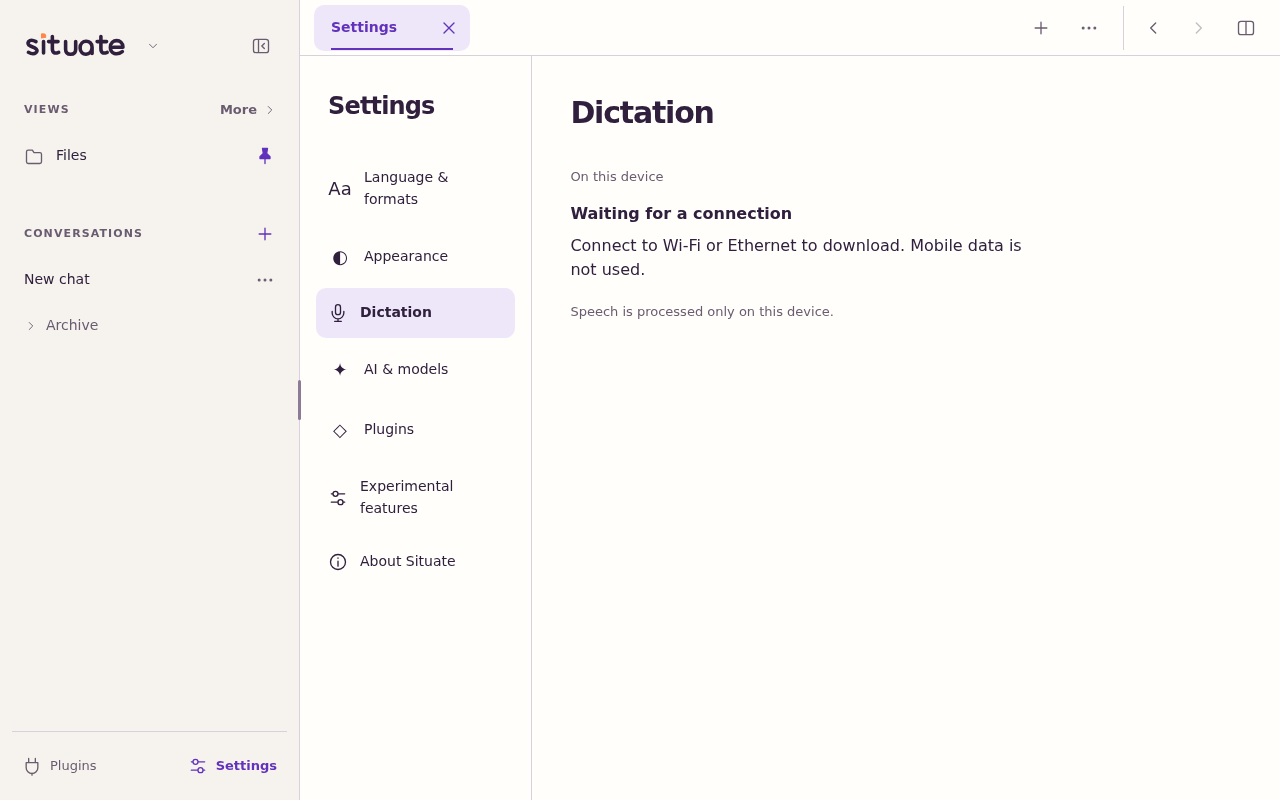 situate
VIEWS
More
Files
CONVERSATIONS
New chat
Archive
Plugins
Settings
Settings
Settings
Aa
Language &
formats
Appearance
Dictation
AI & models
Plugins
Experimental
features
About Situate
Dictation
On this device
Waiting for a connection
Connect to Wi-Fi or Ethernet to download. Mobile data is
not used.
Speech is processed only on this device.